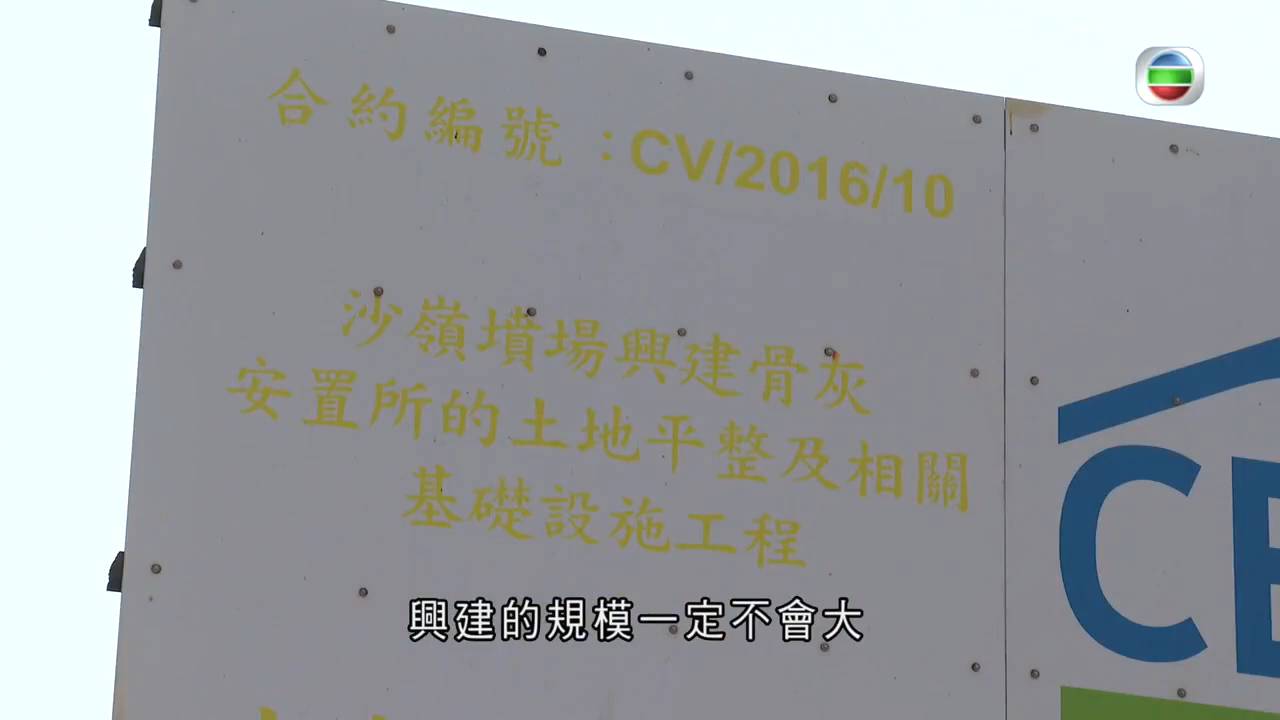 合約編號：CV/2016/10
沙嶺墳場興建骨灰
安置所的土地平整及相關
基礎設施工程
CE
興建的規模一定不會大